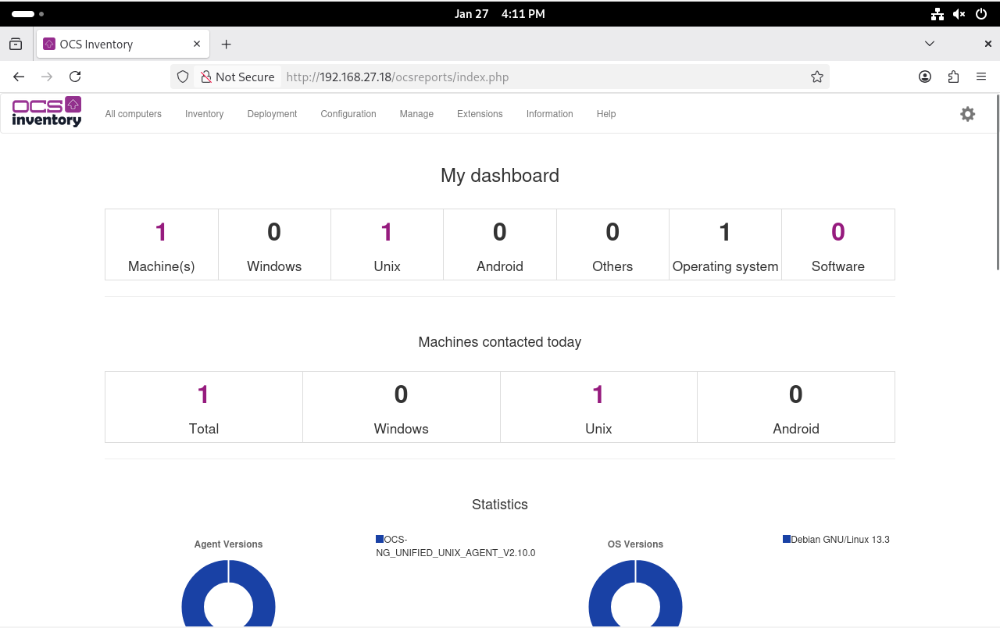 Jan 27 4:11 PM
OCS Inventory
Not Secure http://192.168.27.18/ocsreports/index.php
OCS inventory
All computers Inventory Deployment Configuration Manage Extensions Information Help
My dashboard
1 0 1 0 0 1 0
Machine(s) Windows Unix Android Others Operating system Software
Machines contacted today
1 0 1 0
Total Windows Unix Android
Statistics
Agent Versions
OCS-
NG_UNIFIED_UNIX_AGENT_V2.10.0
OS Versions
Debian GNU/Linux 13.3